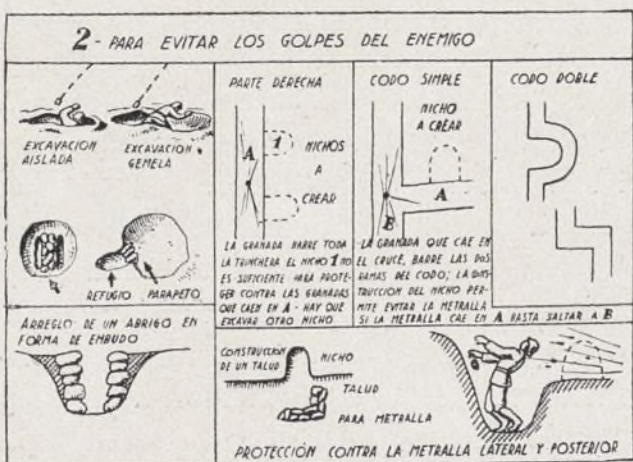 2 - PARA EVITAR LOS GOLPES DEL ENEMIGO
EXCAVACION
AISLADA
EXCAVACION
GEMELA
REFUGIO PARAPETO
PARTE DERECHA
A
1
NICHOS
A
CREAR
LA GRANADA BARRE TODA
LA TRINCHERA EL NICHO 1 NO
ES SUFICIENTE PARA PROTE-
GER CONTRA LAS GRANADAS
QUE CAEN EN A - HAY QUE
EXCAVAR OTRO NICHO
CODO SIMPLE
NICHO
A CREAR
A
B
LA GRANADA QUE CAE EN
EL CRUCE, BARRE LAS DOS
RAMAS DEL CODO; LA CONS-
TRUCCION DEL NICHO PER-
MITE EVITAR LA METRALLA
SI LA METRALLA CAE EN A BASTA SALTAR A B
CODO DOBLE
ARREGLO DE UN ABRIGO EN
FORMA DE EMBUDO
CONSTRUCCION
DE UN TALUD
NICHO
TALUD
PARA METRALLA
PROTECCIÓN CONTRA LA METRALLA LATERAL Y POSTERIOR